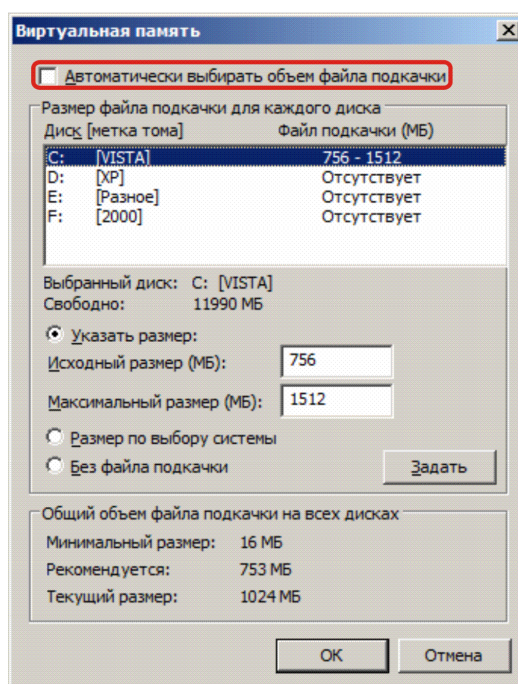 Виртуальная память
Автоматически выбирать объем файла подкачки
Размер файла подкачки для каждого диска
Диск [метка тома] Файл подкачки (МБ)
C: [VISTA] 756 - 1512
D: [XP] Отсутствует
E: [Разное] Отсутствует
F: [2000] Отсутствует
Выбранный диск: C: [VISTA]
Свободно: 11990 МБ
Указать размер:
Исходный размер (МБ): 756
Максимальный размер (МБ): 1512
Размер по выбору системы
Без файла подкачки Задать
Общий объем файла подкачки на всех дисках
Минимальный размер: 16 МБ
Рекомендуется: 753 МБ
Текущий размер: 1024 МБ
ОК Отмена